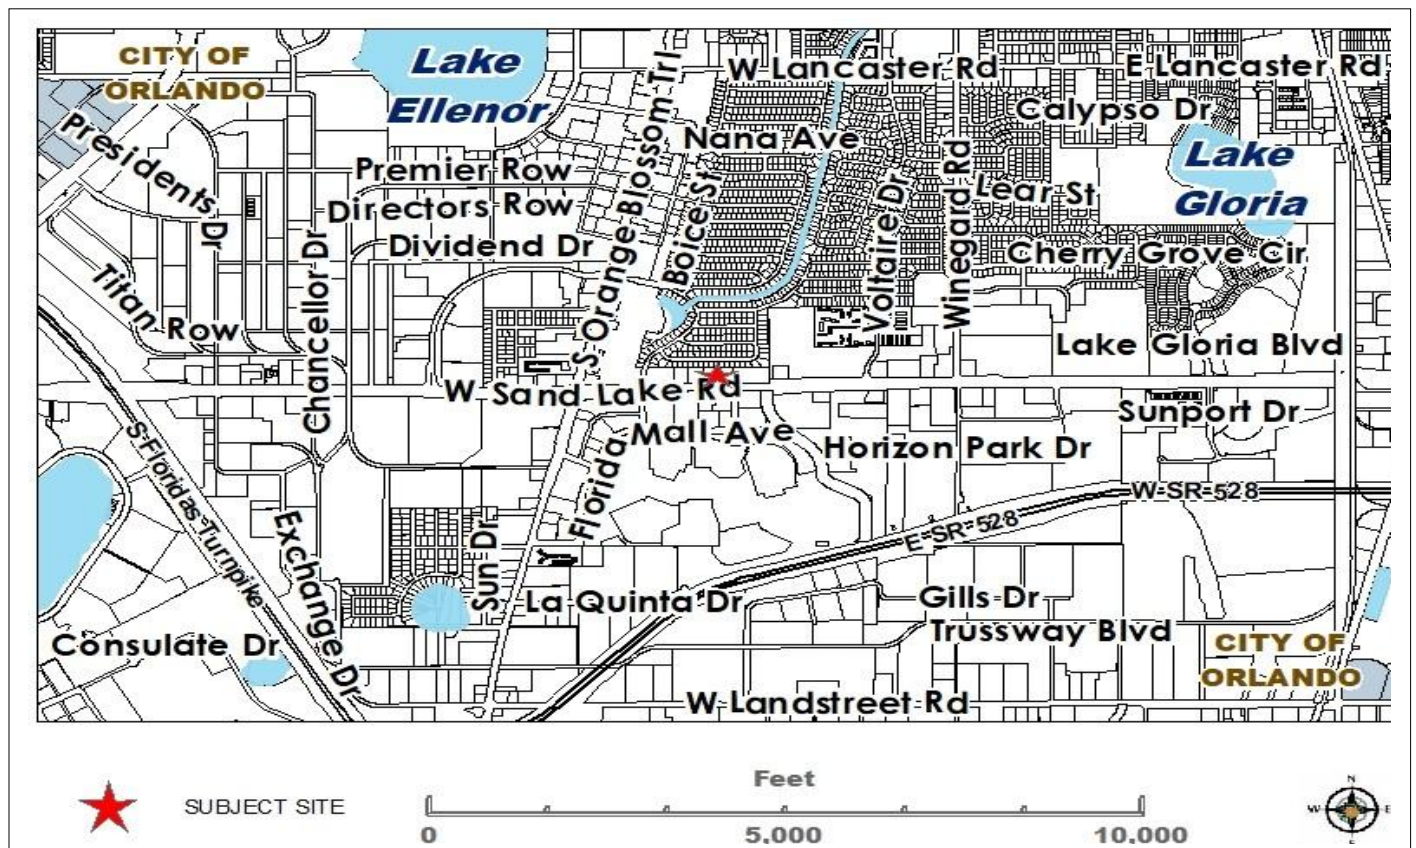 CITY OF
ORLANDO
Lake
Ellenor
W Lancaster Rd
E Lancaster Rd
Calypso Dr
Presidents Dr
Nana Ave
S Orange Blossom Trl
Boice St
Premier Row
Directors Row
Dividend Dr
Voltaire Dr
Winegard Rd
Lear St
Lake
Gloria
Cherry Grove Cir
Titan Row
Chancellor Dr
Lake Gloria Blvd
W Sand Lake Rd
Sunport Dr
Florida Mall Ave
Horizon Park Dr
S Floridas Turnpike
W SR 528
E SR 528
Exchange Dr
Sun Dr
La Quinta Dr
Gills Dr
Trussway Blvd
Consulate Dr
CITY OF
ORLANDO
W Landstreet Rd
Feet
SUBJECT SITE
0 5,000 10,000
N
W E
S